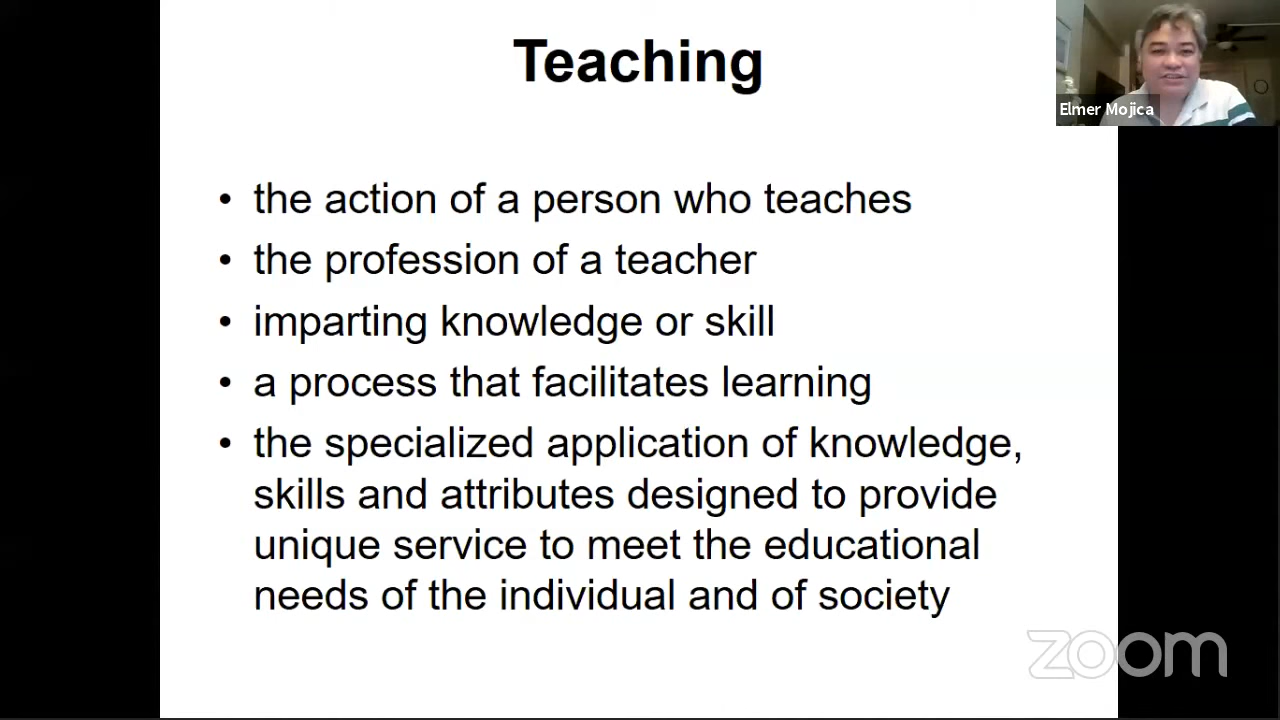 Teaching
Elmer Mojica
• the action of a person who teaches
• the profession of a teacher
• imparting knowledge or skill
• a process that facilitates learning
• the specialized application of knowledge,
skills and attributes designed to provide
unique service to meet the educational
needs of the individual and of society
zoom